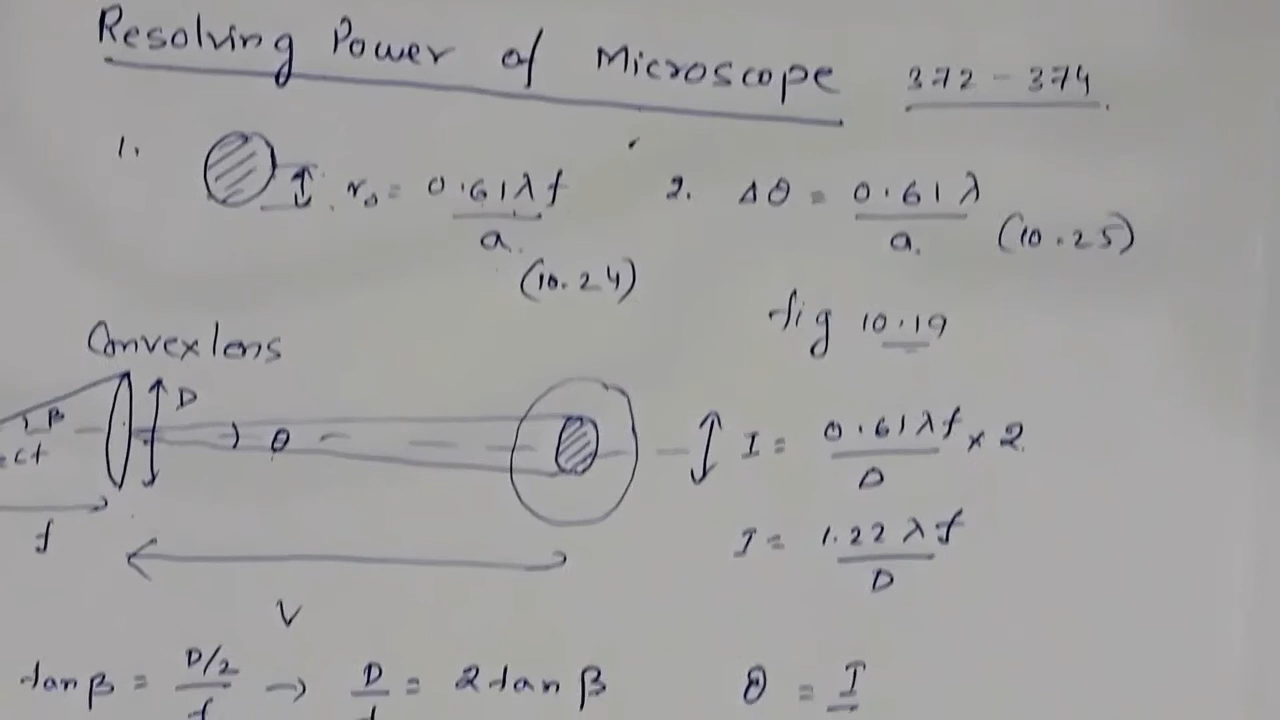 Resolving Power of Microscope 372 - 374
1. r₀ = 0.61λf / a (10.24) 2. Δθ = 0.61λ / a. (10.25)
fig 10.19
Convex lens
β D θ I = 0.61λf / D × 2
f I = 1.22λf / D
V
tan β = D/2 / f → D / f = 2 tan β θ = I